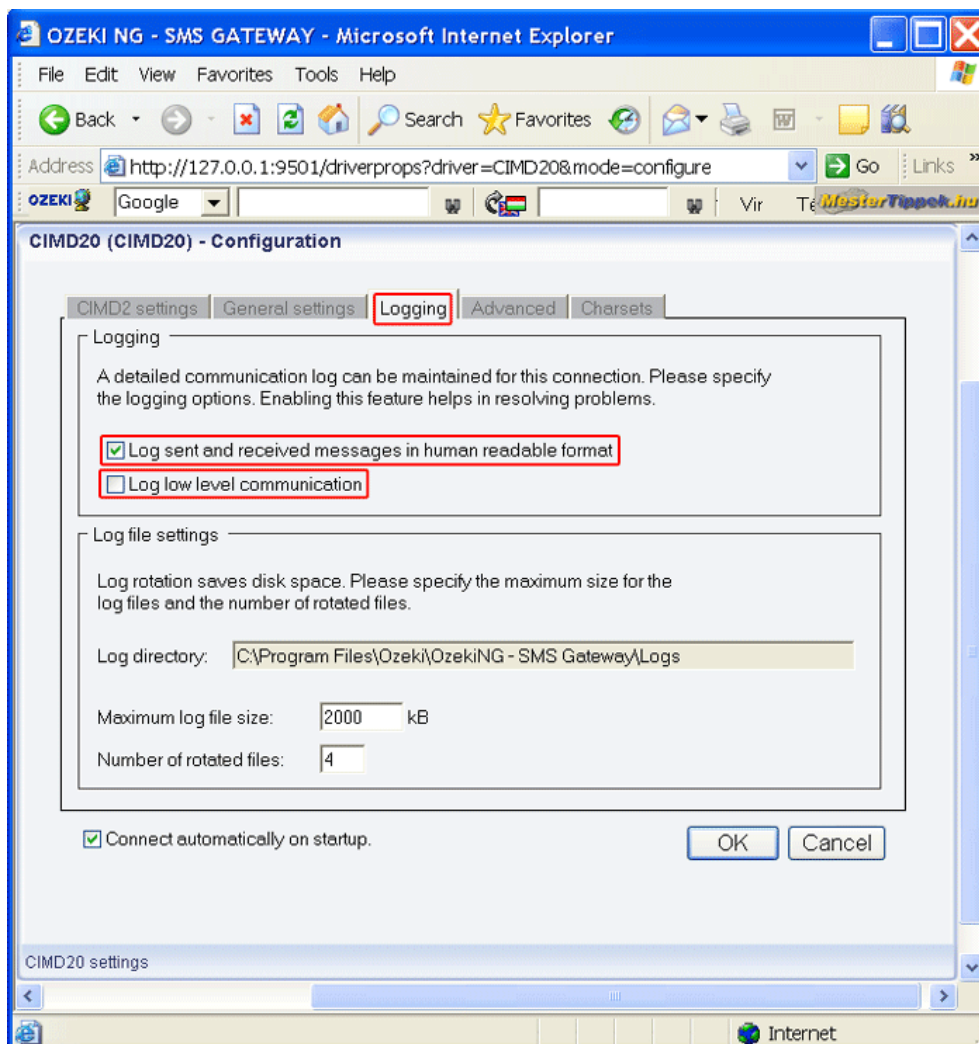 OZEKI NG - SMS GATEWAY - Microsoft Internet Explorer
File Edit View Favorites Tools Help
Back Search Favorites
Address http://127.0.0.1:9501/driverprops?driver=CIMD20&mode=configure Go Links »
OZEKI Google Vir MesterTippek.hu
CIMD20 (CIMD20) - Configuration
CIMD2 settings General settings Logging Advanced Charsets
Logging
A detailed communication log can be maintained for this connection. Please specify
the logging options. Enabling this feature helps in resolving problems.
Log sent and received messages in human readable format
Log low level communication
Log file settings
Log rotation saves disk space. Please specify the maximum size for the
log files and the number of rotated files.
Log directory: C:\Program Files\Ozeki\OzekiNG - SMS Gateway\Logs
Maximum log file size: 2000 kB
Number of rotated files: 4
Connect automatically on startup. OK Cancel
CIMD20 settings
Internet